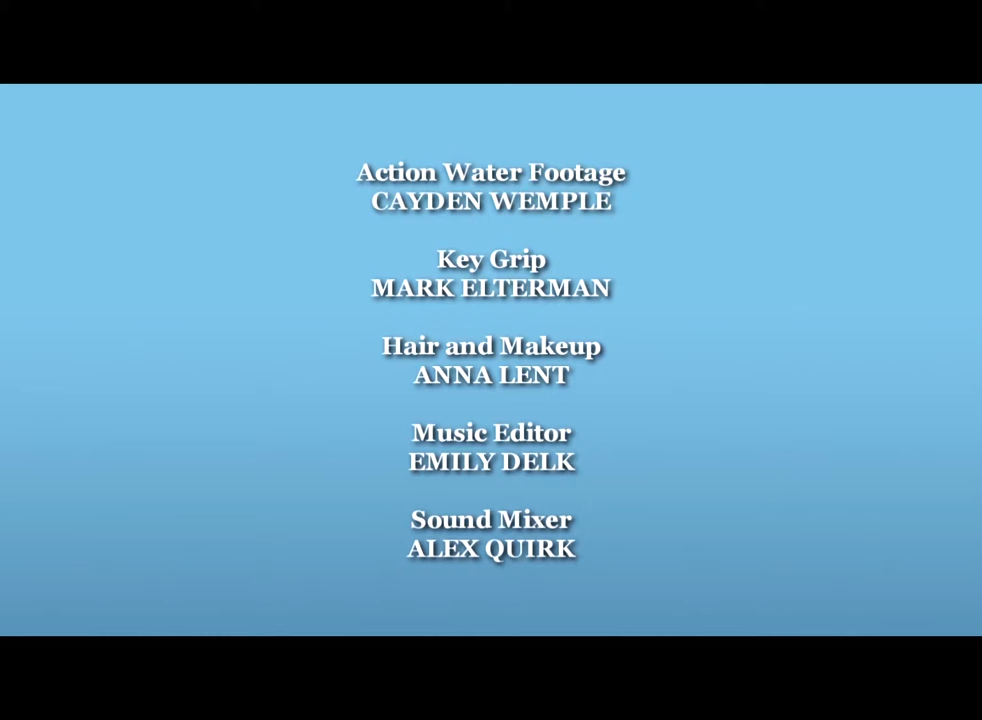 Action Water Footage
CAYDEN WEMPLE
Key Grip
MARK ELTERMAN
Hair and Makeup
ANNA LENT
Music Editor
EMILY DELK
Sound Mixer
ALEX QUIRK